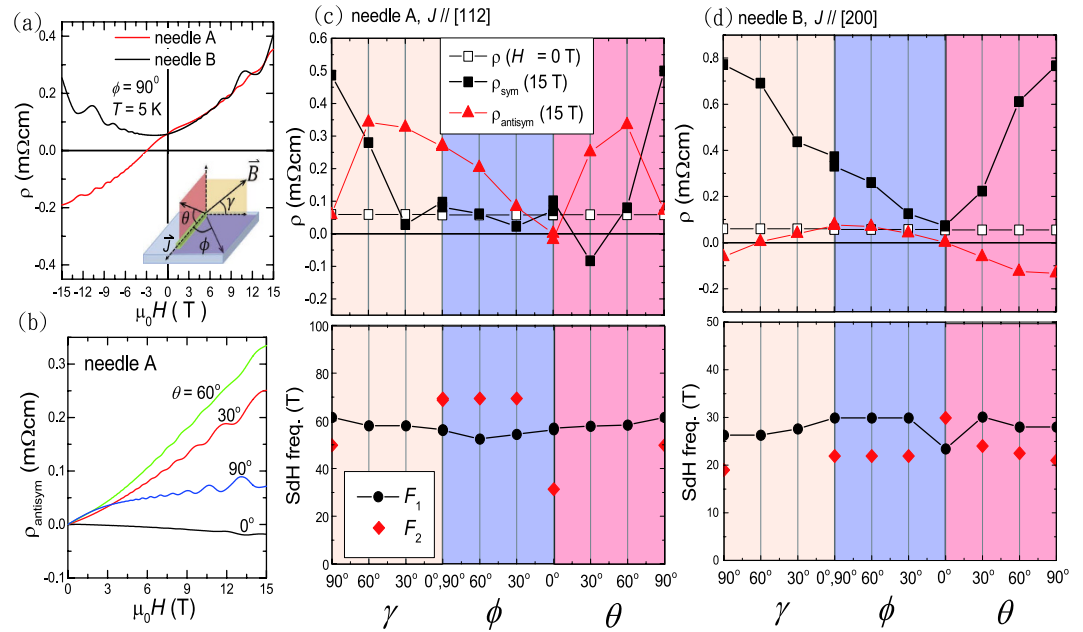 (a)
needle A
needle B
ϕ = 90⁰
T = 5 K
ρ (mΩcm)
0.4
0.2
0.0
-0.2
0.4
-15 -12 -9 -6 -3 0 3 6 9 12 15
μ₀H (T)
B
θ
γ
J
ϕ
(b)
needle A
θ = 60°
30°
90°
0°
ρantisym (mΩcm)
0.3
0.2
0.1
0.0
-0.1
0 3 6 9 12 15
μ₀H (T)
(c) needle A, J // [112]
ρ (H = 0 T)
ρsym (15 T)
ρantisym (15 T)
ρ (mΩcm)
0.6
0.5
0.4
0.3
0.2
0.1
0.0
0.1
0.2
SdH freq. (T)
100
80
60
40
20
0
F₁
F₂
90° 60° 30° 0°,90° 60° 30° 0° 30° 60° 90°
γ ϕ θ
(d) needle B, J // [200]
ρ (mΩcm)
1.0
0.8
0.6
0.4
0.2
0.0
-0.2
SdH freq. (T)
50
40
30
20
10
0
90° 60° 30° 0°,90° 60° 30° 0° 30° 60° 90°
γ ϕ θ